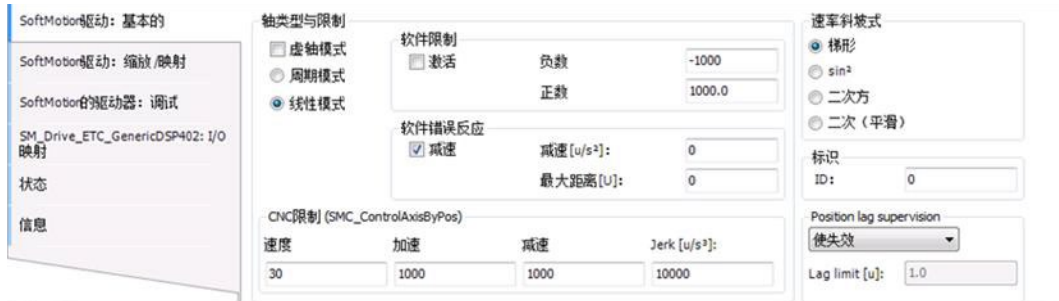 SoftMotion驱动：基本的
SoftMotion驱动：缩放/映射
SoftMotion的驱动器：调试
SM_Drive_ETC_GenericDSP402：I/O
映射
状态
信息
轴类型与限制
虚轴模式
周期模式
线性模式
软件限制
激活
负数
-1000
正数
1000.0
软件错误反应
减速
减速[u/s²]：
0
最大距离[U]：
0
CNC限制 (SMC_ControlAxisByPos)
速度 加速 减速 Jerk [u/s³]：
30 1000 1000 10000
速车斜坡式
梯形
sin²
二次方
二次（平滑）
标识
ID：
0
Position lag supervision
使失效
Lag limit [u]：
1.0